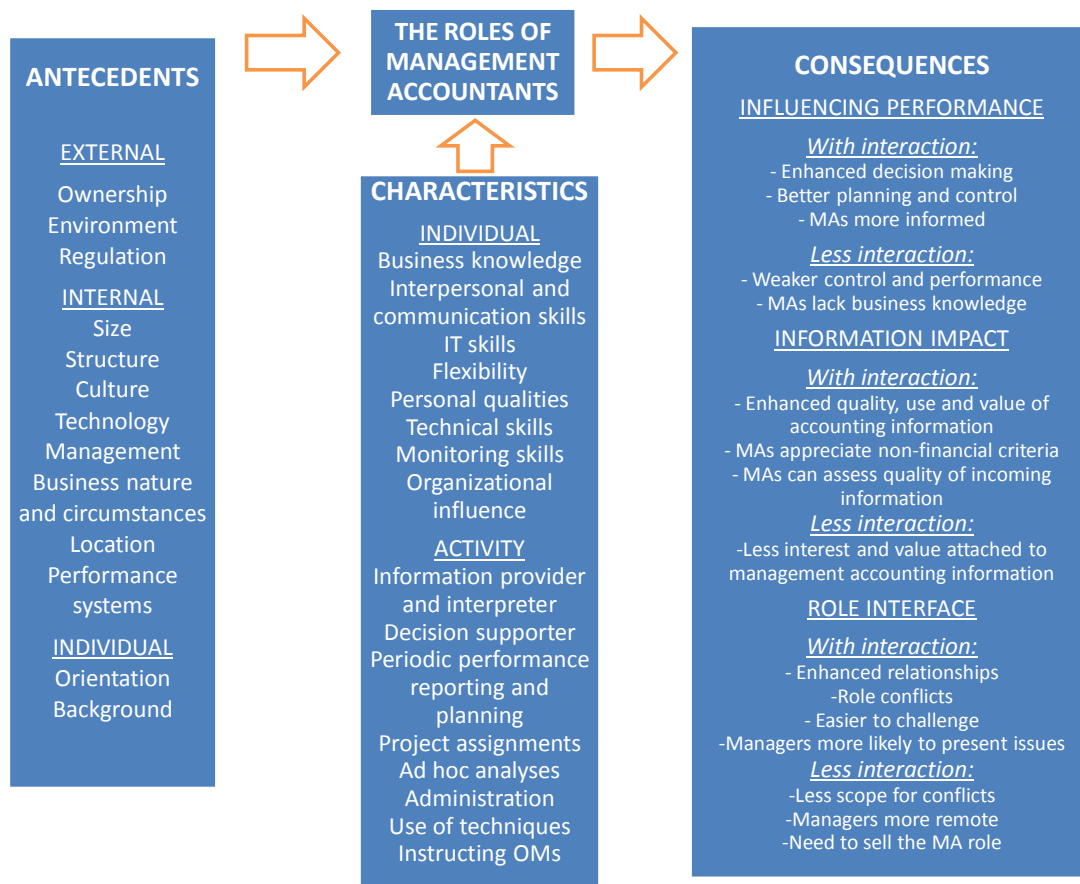 ANTECEDENTS
EXTERNAL
Ownership
Environment
Regulation
INTERNAL
Size
Structure
Culture
Technology
Management
Business nature
and circumstances
Location
Performance
systems
INDIVIDUAL
Orientation
Background
THE ROLES OF
MANAGEMENT
ACCOUNTANTS
CHARACTERISTICS
INDIVIDUAL
Business knowledge
Interpersonal and
communication skills
IT skills
Flexibility
Personal qualities
Technical skills
Monitoring skills
Organizational
influence
ACTIVITY
Information provider
and interpreter
Decision supporter
Periodic performance
reporting and
planning
Project assignments
Ad hoc analyses
Administration
Use of techniques
Instructing OMs
CONSEQUENCES
INFLUENCING PERFORMANCE
With interaction:
- Enhanced decision making
- Better planning and control
- MAs more informed
Less interaction:
- Weaker control and performance
- MAs lack business knowledge
INFORMATION IMPACT
With interaction:
- Enhanced quality, use and value of
accounting information
- MAs appreciate non-financial criteria
- MAs can assess quality of incoming
information
Less interaction:
-Less interest and value attached to
management accounting information
ROLE INTERFACE
With interaction:
- Enhanced relationships
-Role conflicts
- Easier to challenge
-Managers more likely to present issues
Less interaction:
-Less scope for conflicts
-Managers more remote
-Need to sell the MA role